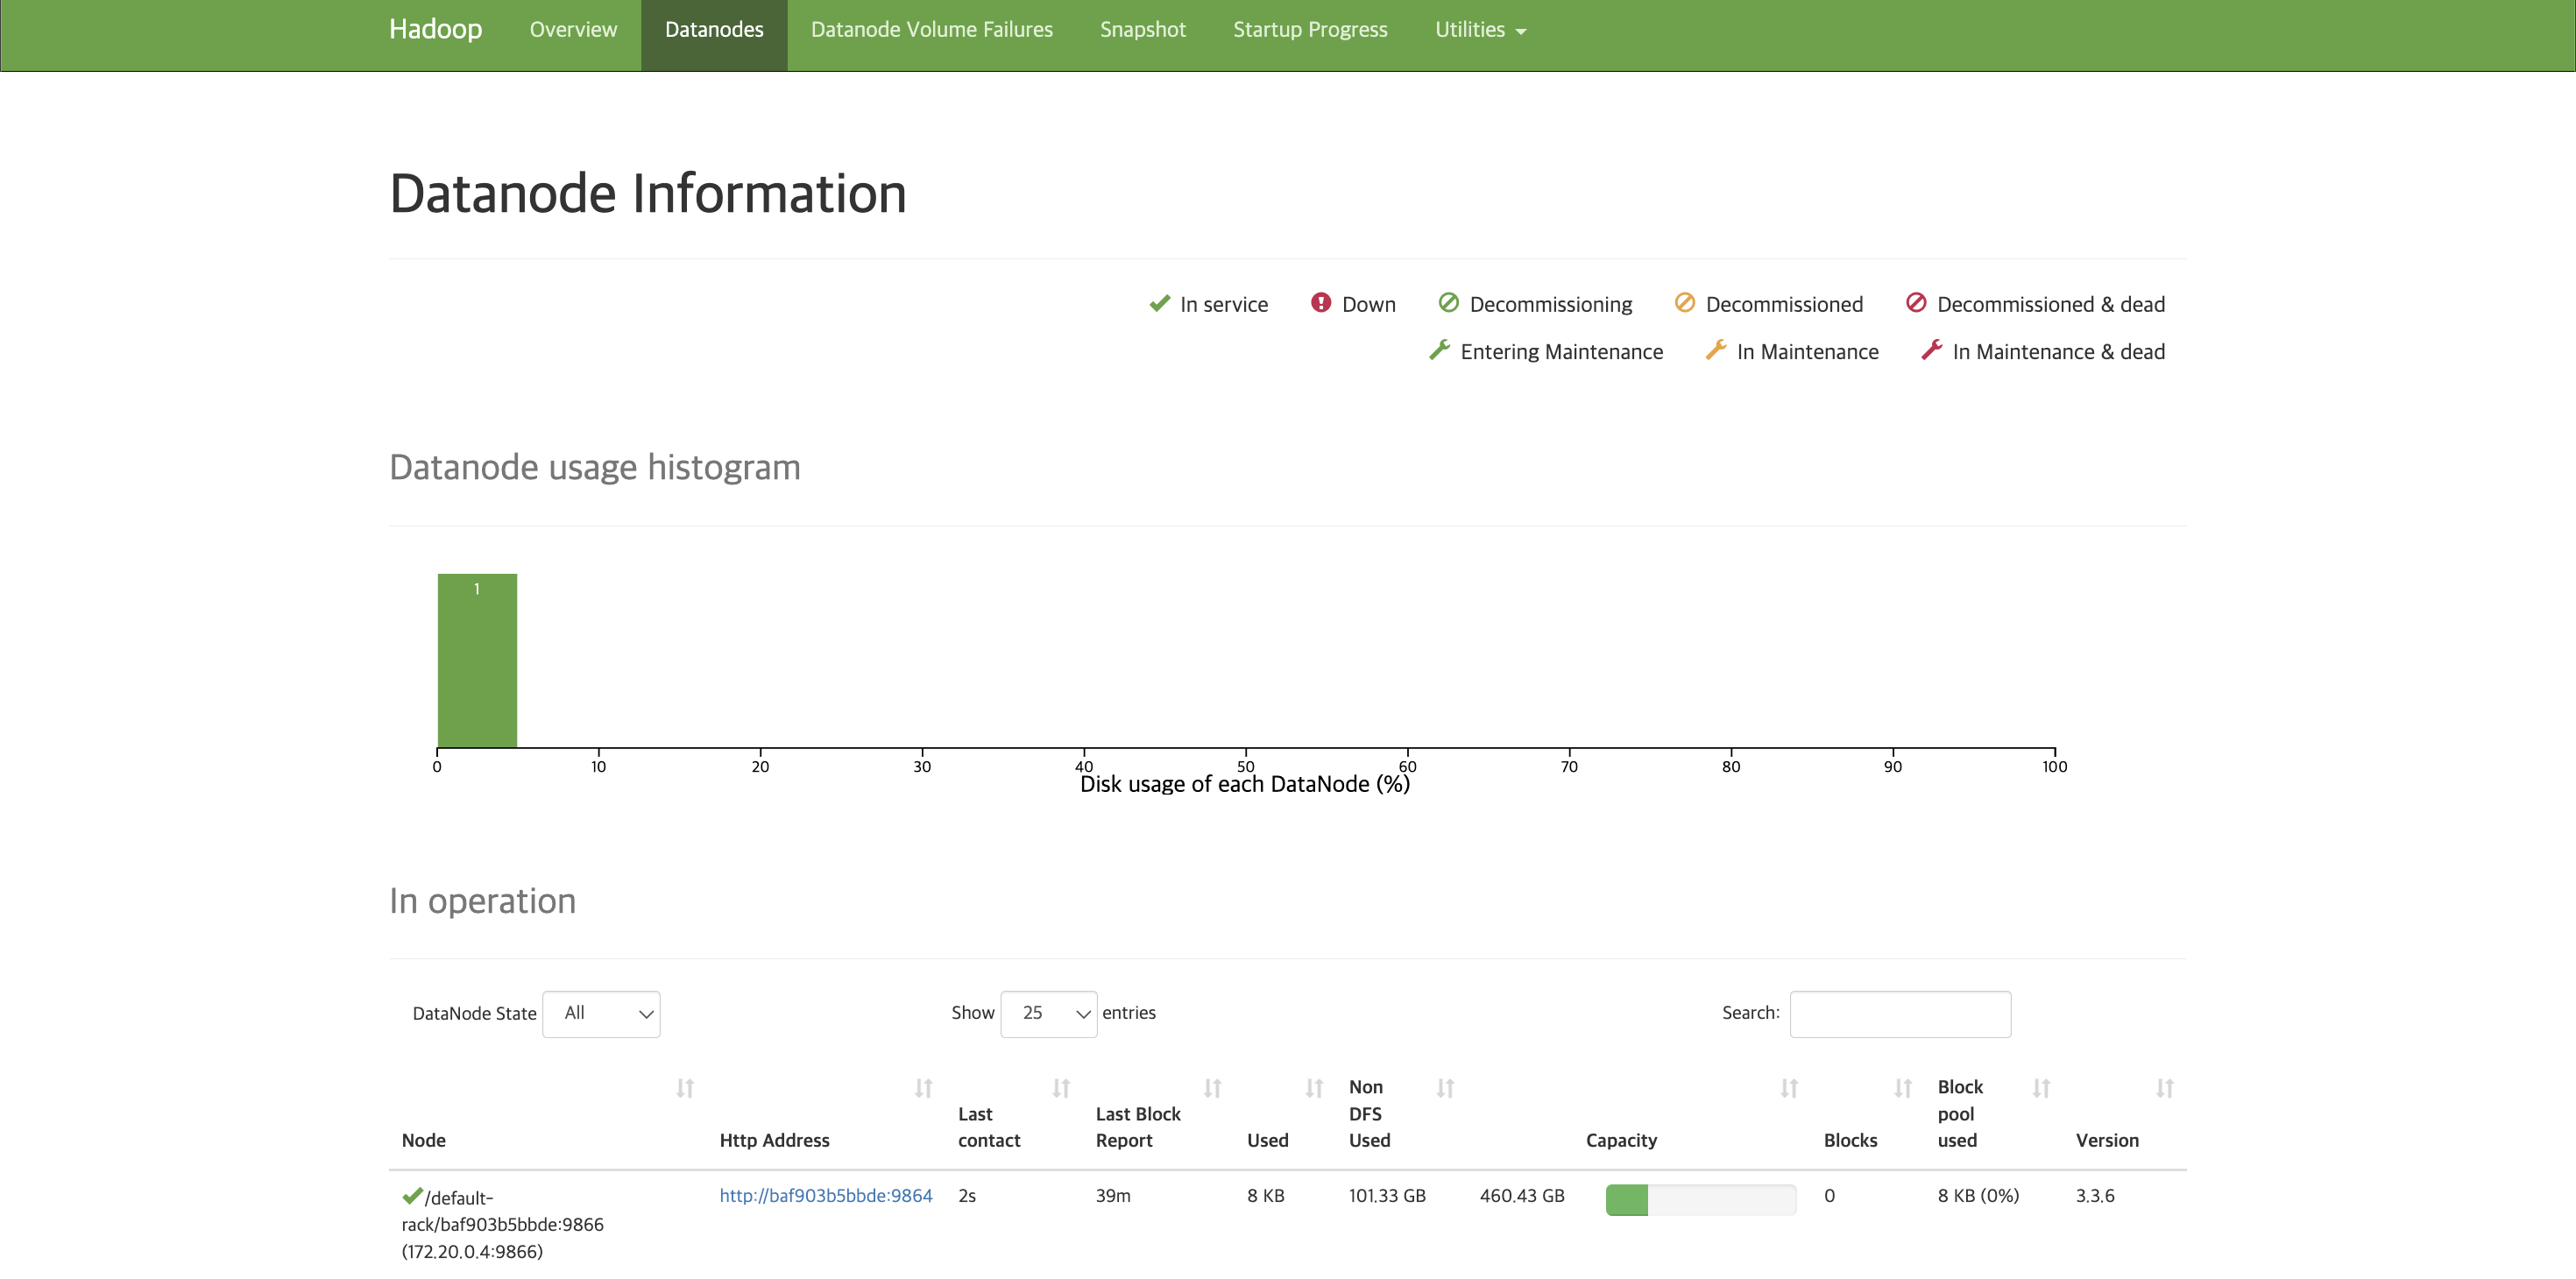 Hadoop Overview Datanodes Datanode Volume Failures Snapshot Startup Progress Utilities
Datanode Information
In service Down Decommissioning Decommissioned Decommissioned & dead
Entering Maintenance In Maintenance In Maintenance & dead
Datanode usage histogram
1
0 10 20 30 40 50 60 70 80 90 100
Disk usage of each DataNode (%)
In operation
DataNode State All Show 25 entries Search:
Node Http Address Last contact Last Block Report Used Non DFS Used Capacity Blocks Block pool used Version
/default-
rack/baf903b5bbde:9866
(172.20.0.4:9866)
http://baf903b5bbde:9864 2s 39m 8 KB 101.33 GB 460.43 GB 0 8 KB (0%) 3.3.6